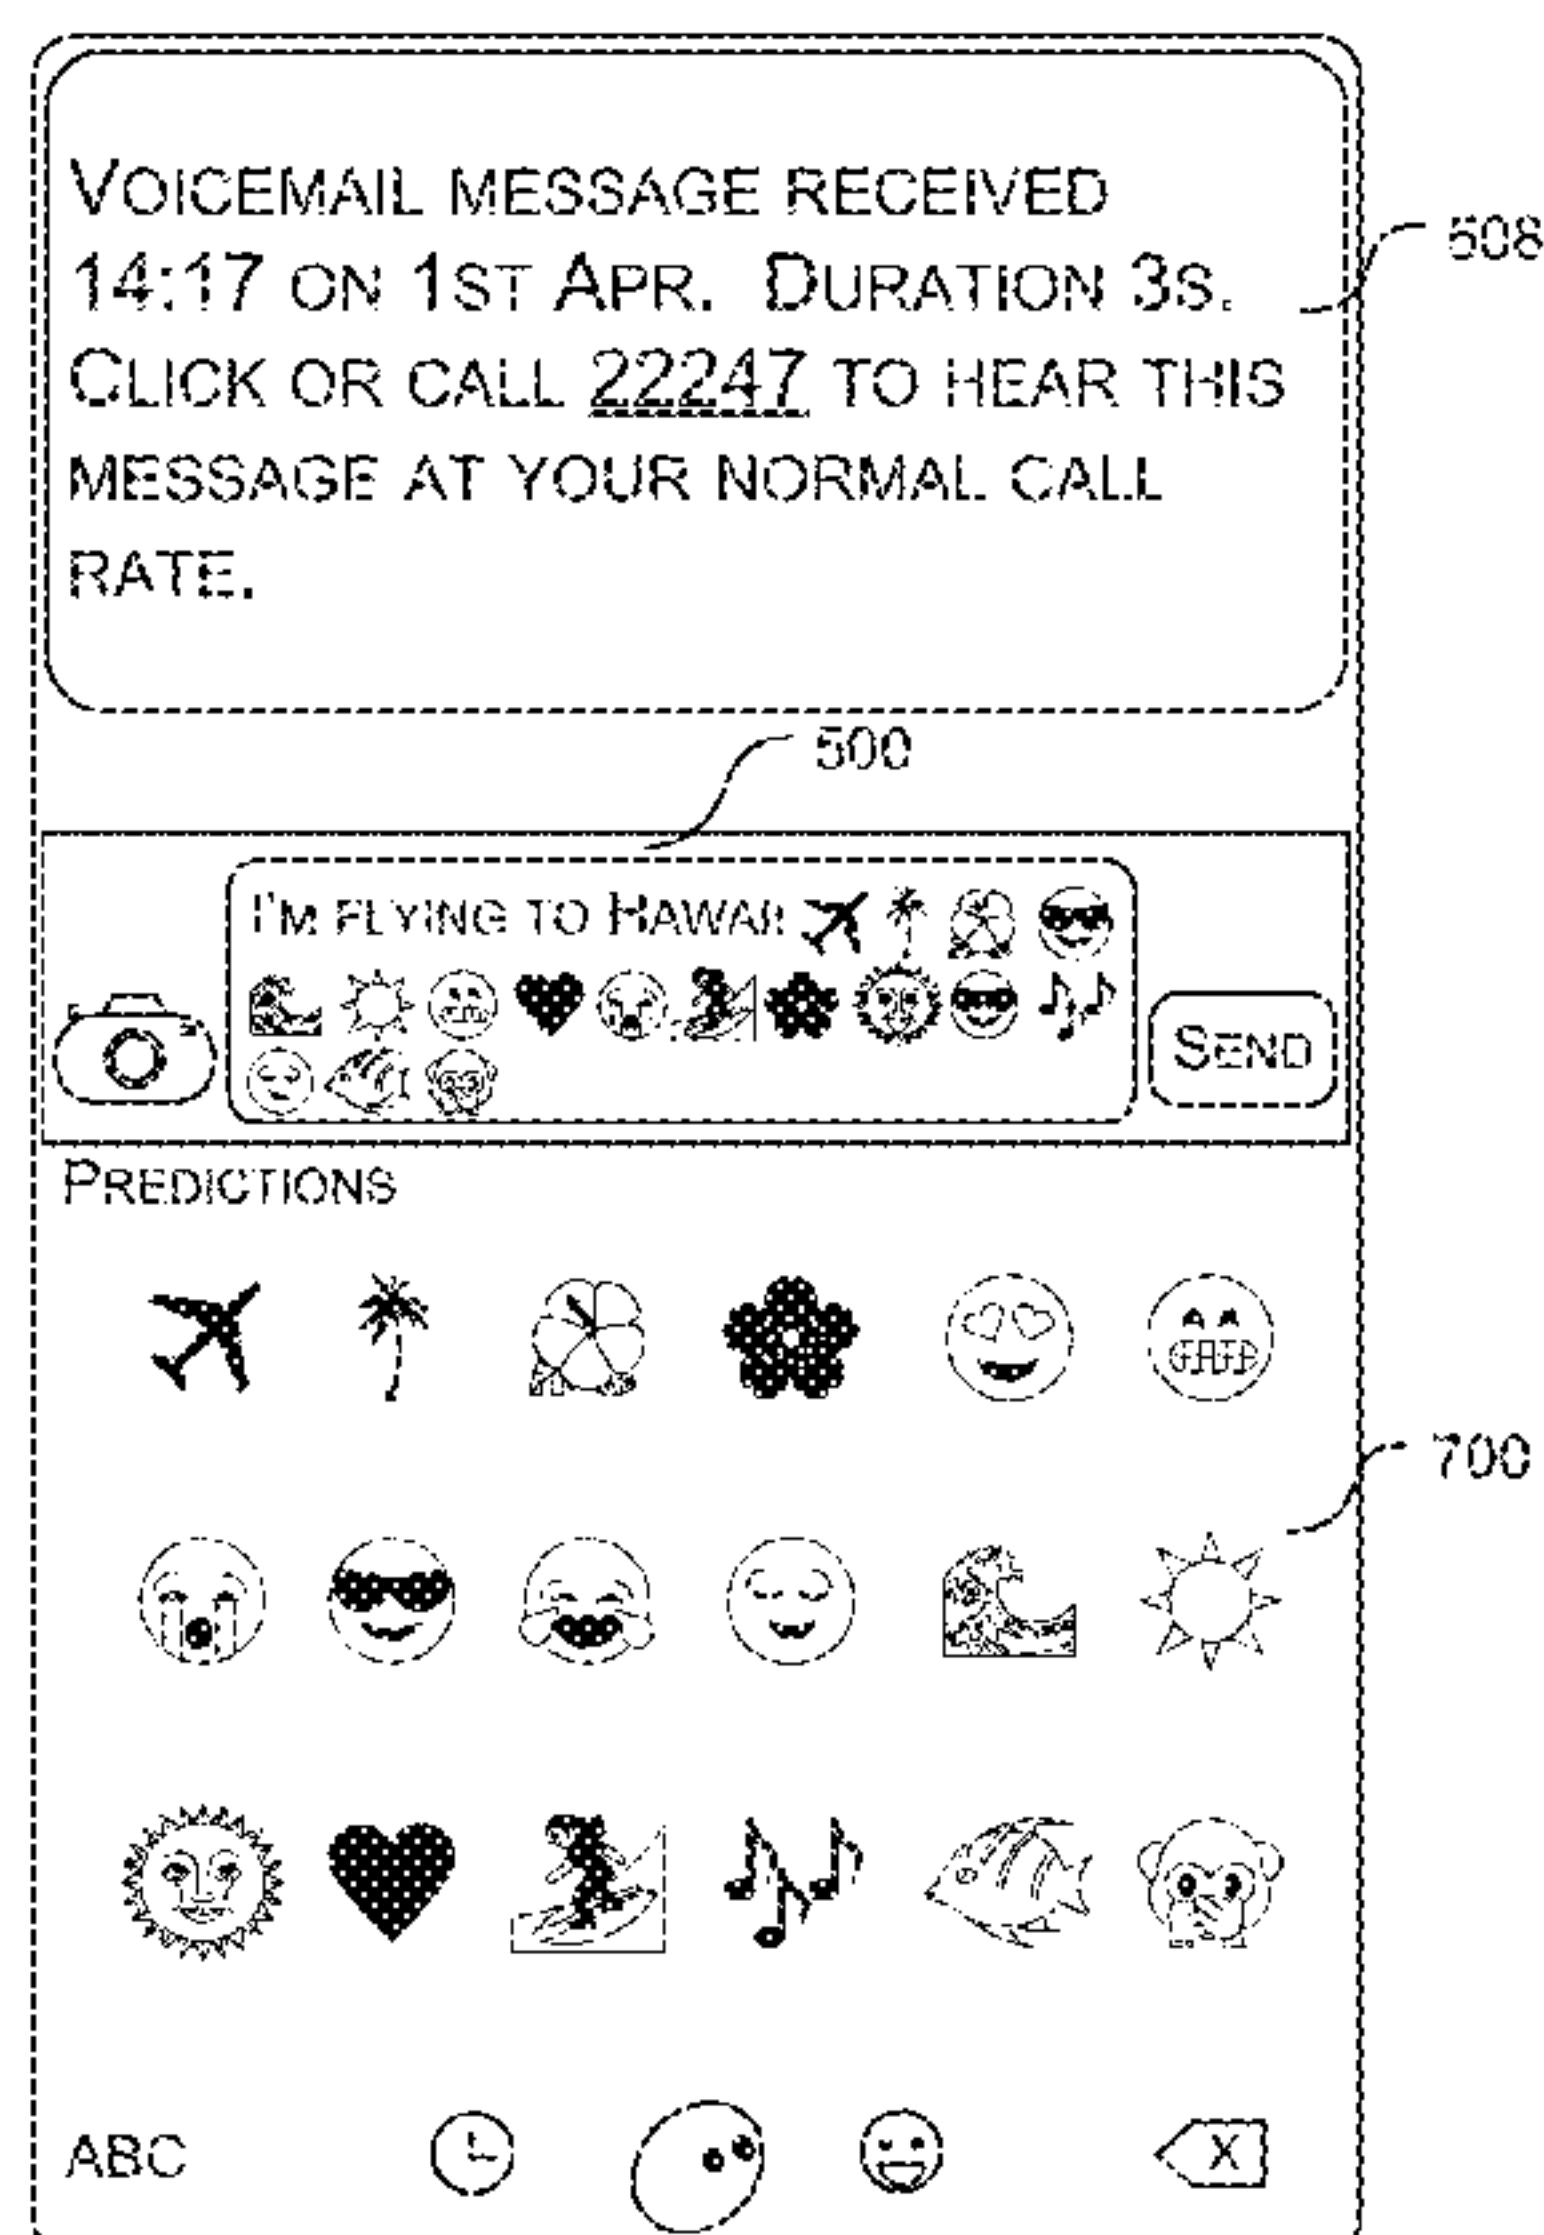 VOICEMAIL MESSAGE RECEIVED
14:17 ON 1ST APR. DURATION 3S.
CLICK OR CALL 22247 TO HEAR THIS
MESSAGE AT YOUR NORMAL CALL
RATE.
508
500
I'M FLYING TO HAWAII
SEND
PREDICTIONS
700
ABC
X